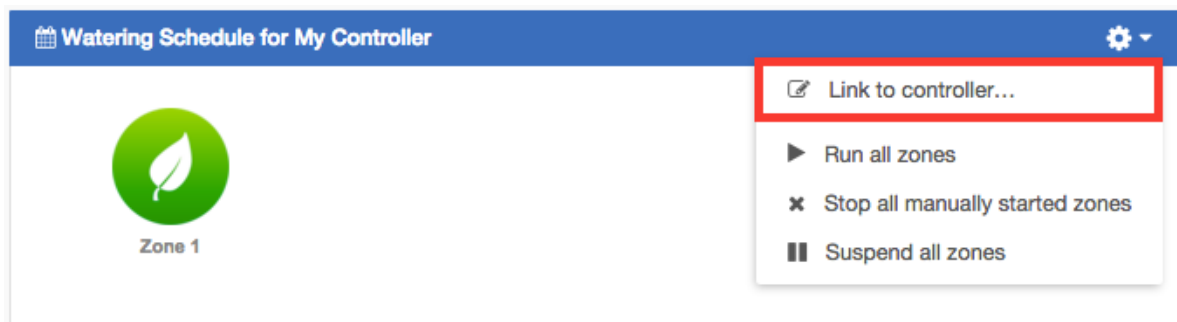 Watering Schedule for My Controller
Link to controller...
Run all zones
Stop all manually started zones
Suspend all zones
Zone 1